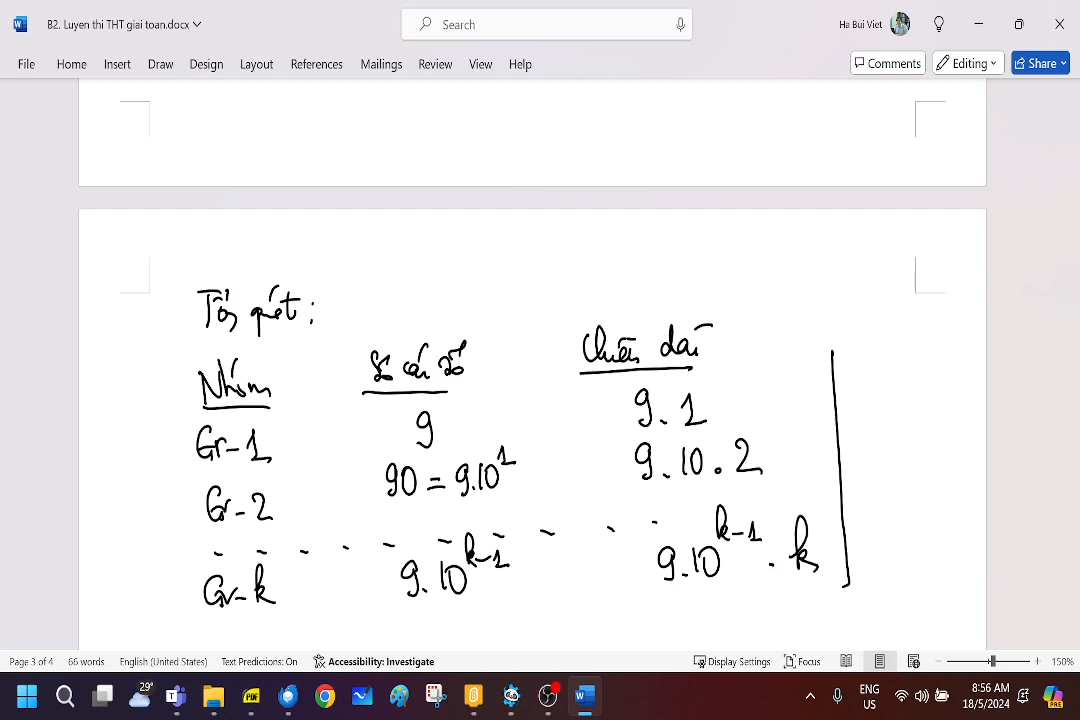 B2. Luyen thi THT giai toan.docx
Search
Ha Bui Viet
File Home Insert Draw Design Layout References Mailings Review View Help
Comments Editing Share
Tổng quát:
Nhóm Số các số Chiều dài
Gr-1 9 9.1
Gr-2 90 = 9.10^1 9.10.2
Gr-k 9.10^{k-1} 9.10^{k-1}.k
Page 3 of 4 66 words English (United States) Text Predictions: On Accessibility: Investigate Display Settings Focus 150%
29° PDF ENG 8:56 AM PRE
US 18/5/2024